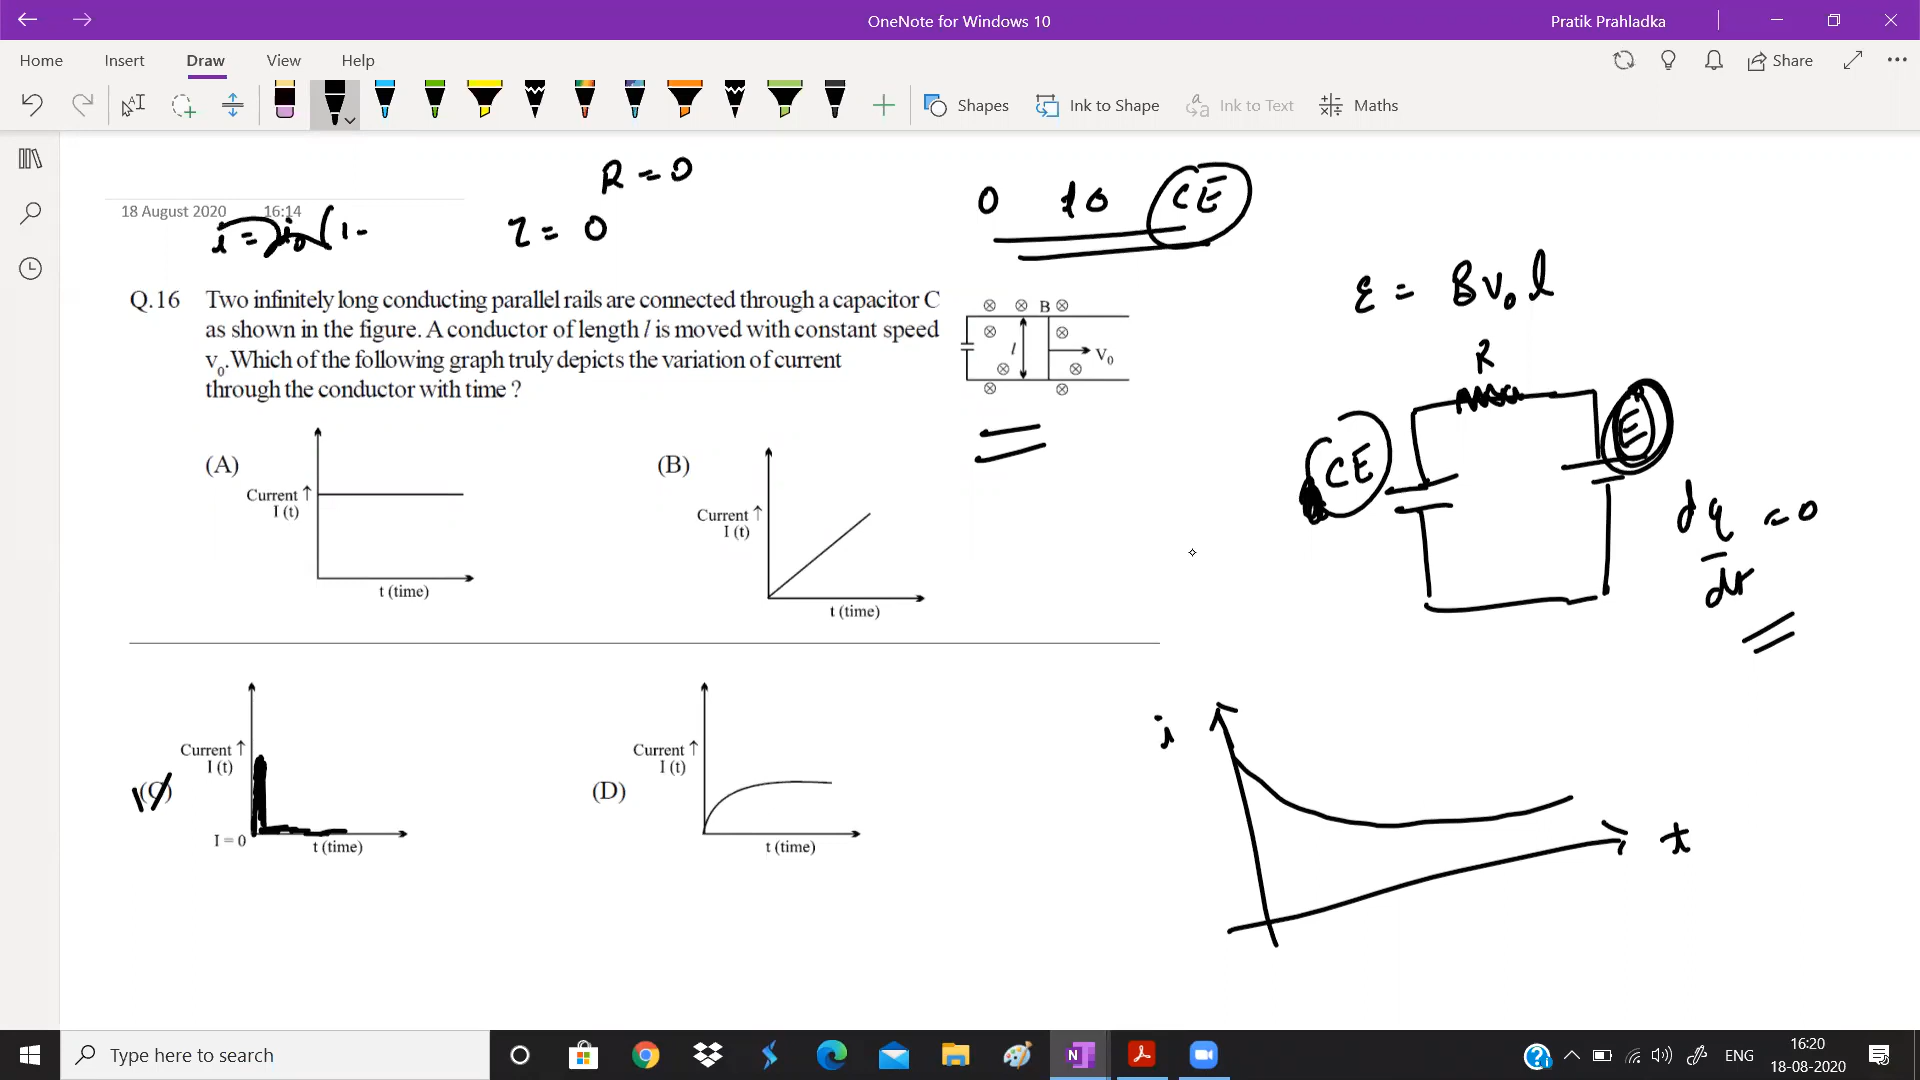 OneNote for Windows 10
Pratik Prahladka
Home Insert Draw View Help
Share
Shapes Ink to Shape Ink to Text Maths
R = 0
0 to CE
18 August 2020 16:14
i = i₀(1-
τ = 0
ε = Bv₀l
Q.16 Two infinitely long conducting parallel rails are connected through a capacitor C
as shown in the figure. A conductor of length l is moved with constant speed
v₀. Which of the following graph truly depicts the variation of current
through the conductor with time ?
B
l
V₀
R
CE
E
dq/dt = 0
(A)
Current ↑
I (t)
t (time)
(B)
Current ↑
I (t)
t (time)
(C)
Current ↑
I (t)
I = 0
t (time)
(D)
Current ↑
I (t)
t (time)
i
t
Type here to search
ENG
16:20
18-08-2020